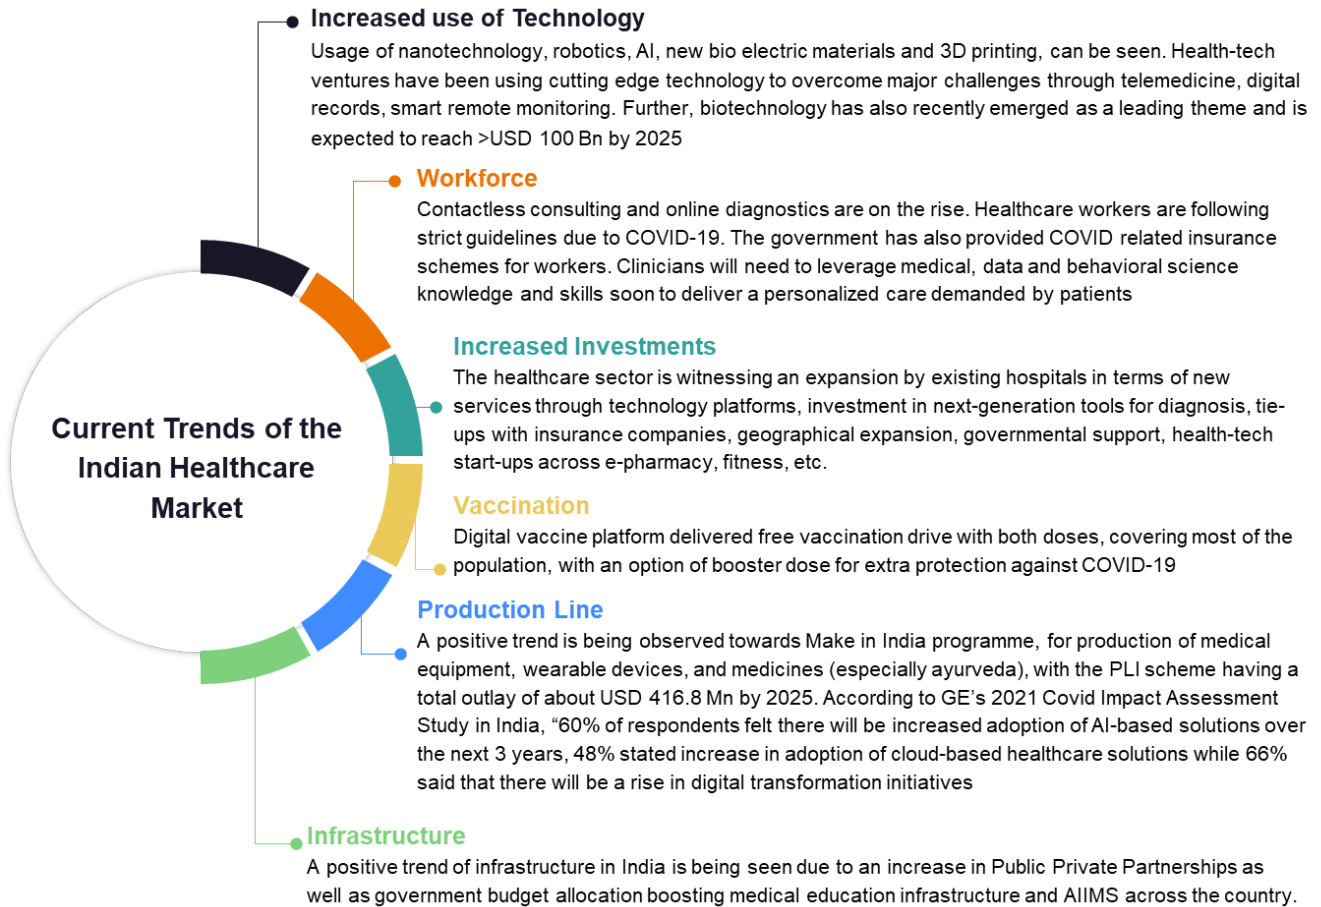 Increased use of Technology
Usage of nanotechnology, robotics, AI, new bio electric materials and 3D printing, can be seen. Health-tech
ventures have been using cutting edge technology to overcome major challenges through telemedicine, digital
records, smart remote monitoring. Further, biotechnology has also recently emerged as a leading theme and is
expected to reach >USD 100 Bn by 2025
Workforce
Contactless consulting and online diagnostics are on the rise. Healthcare workers are following
strict guidelines due to COVID-19. The government has also provided COVID related insurance
schemes for workers. Clinicians will need to leverage medical, data and behavioral science
knowledge and skills soon to deliver a personalized care demanded by patients
Increased Investments
The healthcare sector is witnessing an expansion by existing hospitals in terms of new
services through technology platforms, investment in next-generation tools for diagnosis, tie-
ups with insurance companies, geographical expansion, governmental support, health-tech
start-ups across e-pharmacy, fitness, etc.
Current Trends of the
Indian Healthcare
Market
Vaccination
Digital vaccine platform delivered free vaccination drive with both doses, covering most of the
population, with an option of booster dose for extra protection against COVID-19
Production Line
A positive trend is being observed towards Make in India programme, for production of medical
equipment, wearable devices, and medicines (especially ayurveda), with the PLI scheme having a
total outlay of about USD 416.8 Mn by 2025. According to GE’s 2021 Covid Impact Assessment
Study in India, “60% of respondents felt there will be increased adoption of AI-based solutions over
the next 3 years, 48% stated increase in adoption of cloud-based healthcare solutions while 66%
said that there will be a rise in digital transformation initiatives
Infrastructure
A positive trend of infrastructure in India is being seen due to an increase in Public Private Partnerships as
well as government budget allocation boosting medical education infrastructure and AIIMS across the country.